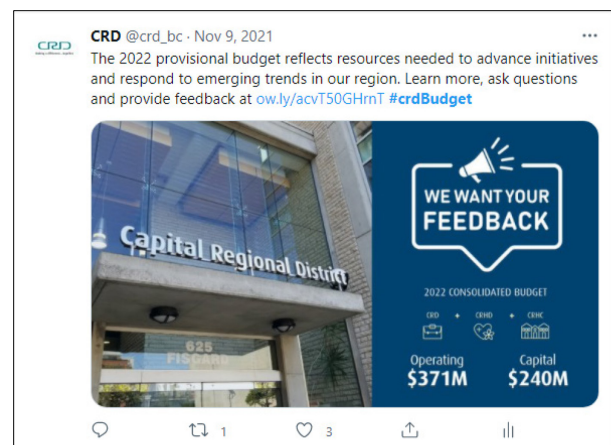 CRD @crd_bc · Nov 9, 2021
CRD
The 2022 provisional budget reflects resources needed to advance initiatives
and respond to emerging trends in our region. Learn more, ask questions
and provide feedback at ow.ly/acvT50GHrnT #crdBudget
Capital Regional District
625
FISGARD
WE WANT YOUR
FEEDBACK
2022 CONSOLIDATED BUDGET
CRD + CRHD + CRHC
Operating Capital
$371M $240M
1 3